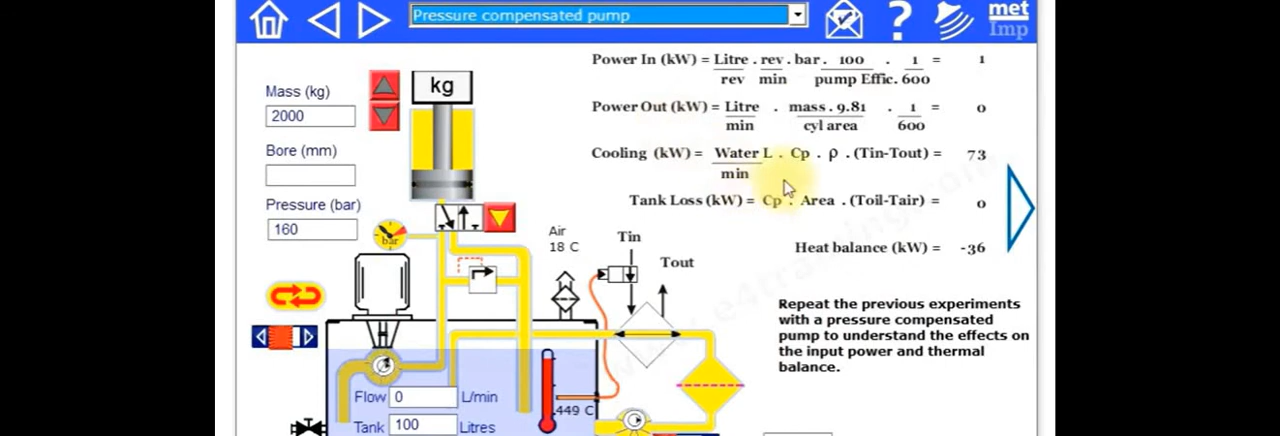 Pressure compensated pump
?
met
Imp
Power In (kW) = Litre . rev . bar . 100 . 1 = 1
rev min pump Effic. 600
Mass (kg)
2000
kg
Power Out (kW) = Litre . mass . 9.81 . 1 = 0
min cyl area 600
Bore (mm)
Cooling (kW) = Water L . Cp . ρ . (Tin-Tout) = 73
min
Pressure (bar)
160
Tank Loss (kW) = Cp . Area . (Toil-Tair) = 0
bar
Air
18 C
Tin
Tout
Heat balance (kW) = -36
Repeat the previous experiments
with a pressure compensated
pump to understand the effects on
the input power and thermal
balance.
Flow 0 L/min
449 C
Tank 100 Litres